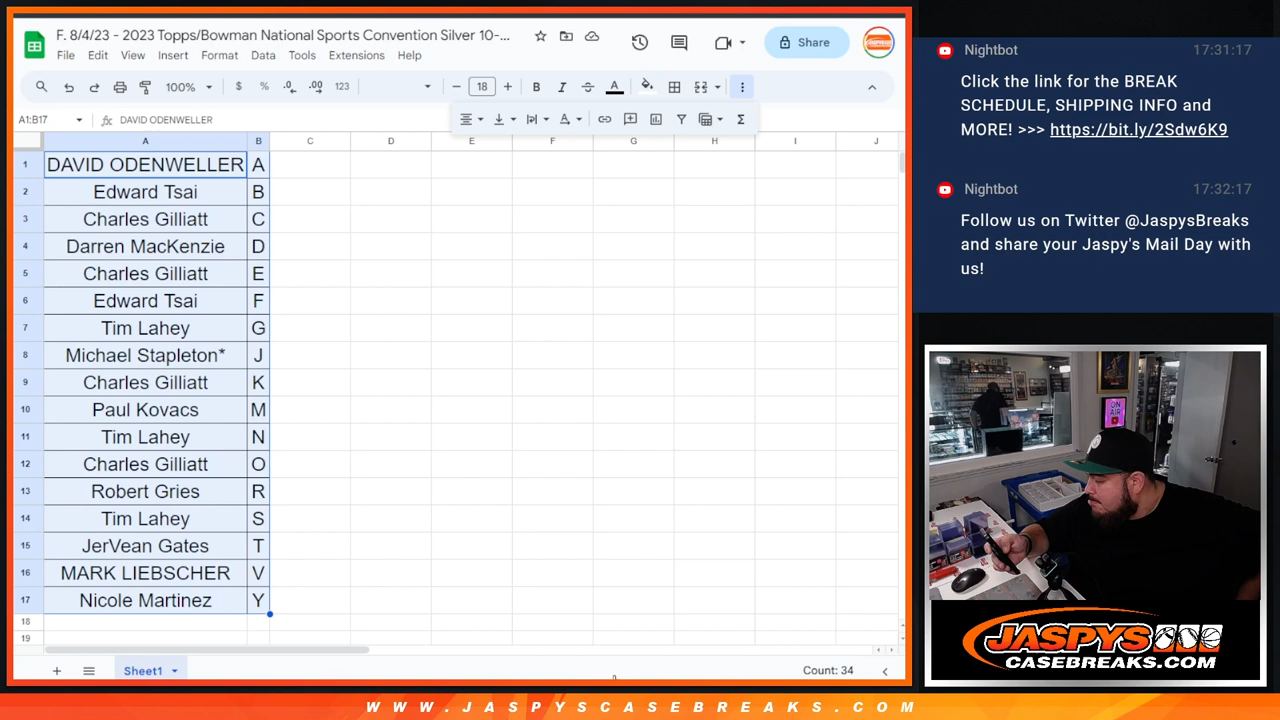 F. 8/4/23 - 2023 Topps/Bowman National Sports Convention Silver 10-...
File Edit View Insert Format Data Tools Extensions Help
Share
100% $ % .0 .00 123 18 B I A
A1:B17 fx DAVID ODENWELLER
A B C D E F G H I J
1 DAVID ODENWELLER A
2 Edward Tsai B
3 Charles Gilliatt C
4 Darren MacKenzie D
5 Charles Gilliatt E
6 Edward Tsai F
7 Tim Lahey G
8 Michael Stapleton* J
9 Charles Gilliatt K
10 Paul Kovacs M
11 Tim Lahey N
12 Charles Gilliatt O
13 Robert Gries R
14 Tim Lahey S
15 JerVean Gates T
16 MARK LIEBSCHER V
17 Nicole Martinez Y
18
19
Sheet1
Count: 34
Nightbot 17:31:17
Click the link for the BREAK
SCHEDULE, SHIPPING INFO and
MORE! >>> https://bit.ly/2Sdw6K9
Nightbot 17:32:17
Follow us on Twitter @JaspysBreaks
and share your Jaspy's Mail Day with
us!
ON
AIR
JASPYS
CASEBREAKS.COM
WWW.JASPYSCASEBREAKS.COM